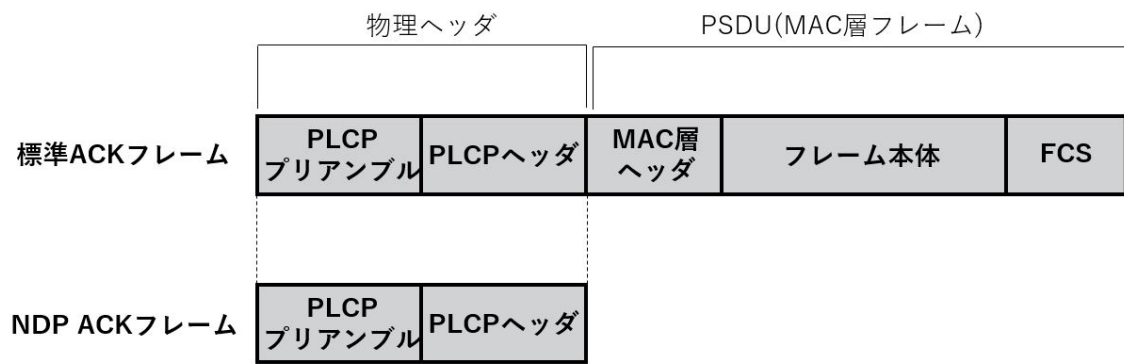 物理ヘッダ
PSDU(MAC層フレーム)
標準ACKフレーム
PLCP
プリアンブル
PLCPヘッダ
MAC層
ヘッダ
フレーム本体
FCS
NDP ACKフレーム
PLCP
プリアンブル
PLCPヘッダ